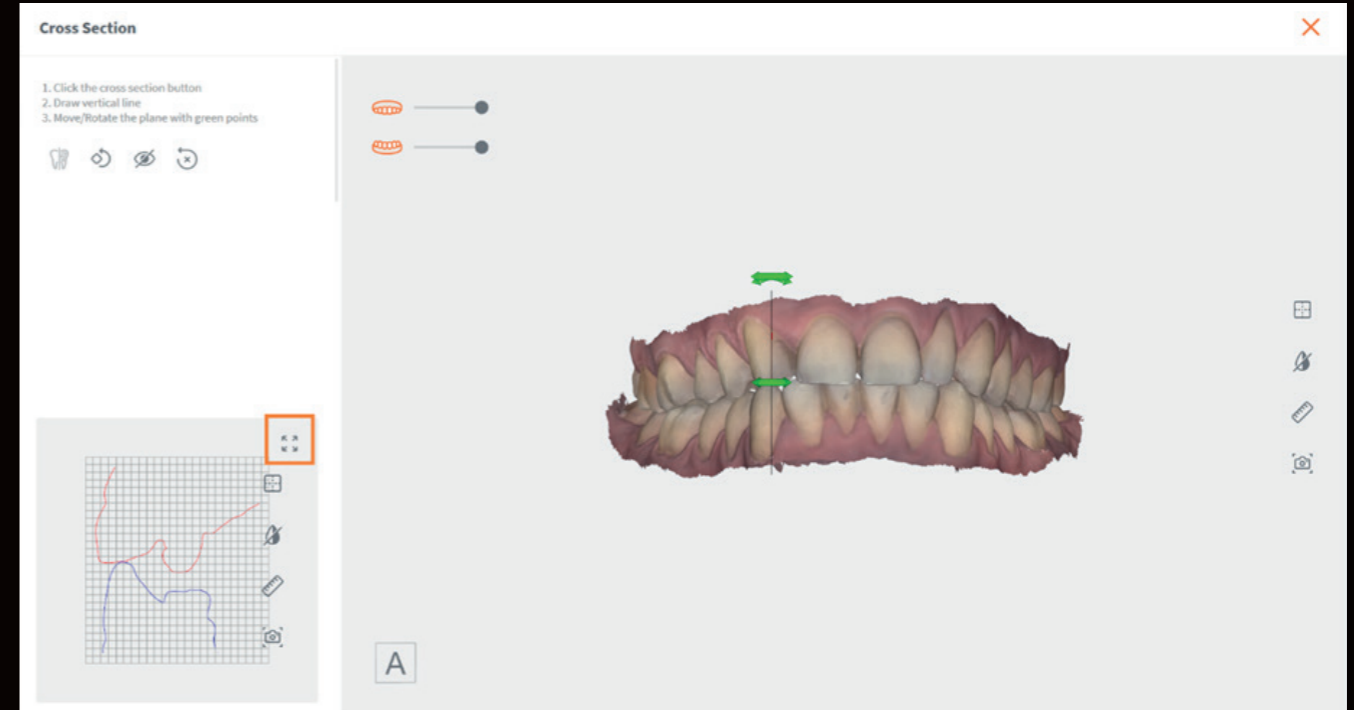 Cross Section
1. Click the cross section button
2. Draw vertical line
3. Move/Rotate the plane with green points
A